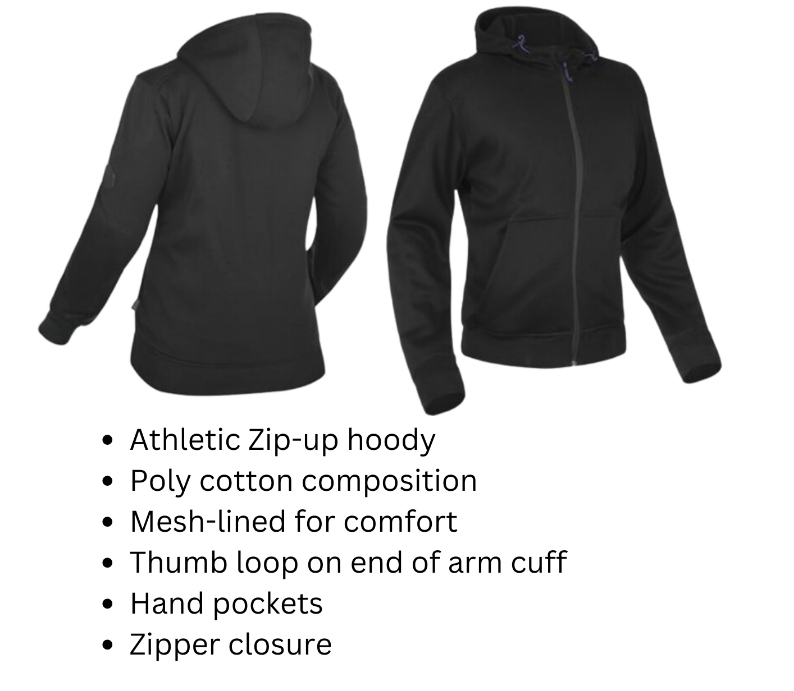 • Athletic Zip-up hoody
• Poly cotton composition
• Mesh-lined for comfort
• Thumb loop on end of arm cuff
• Hand pockets
• Zipper closure